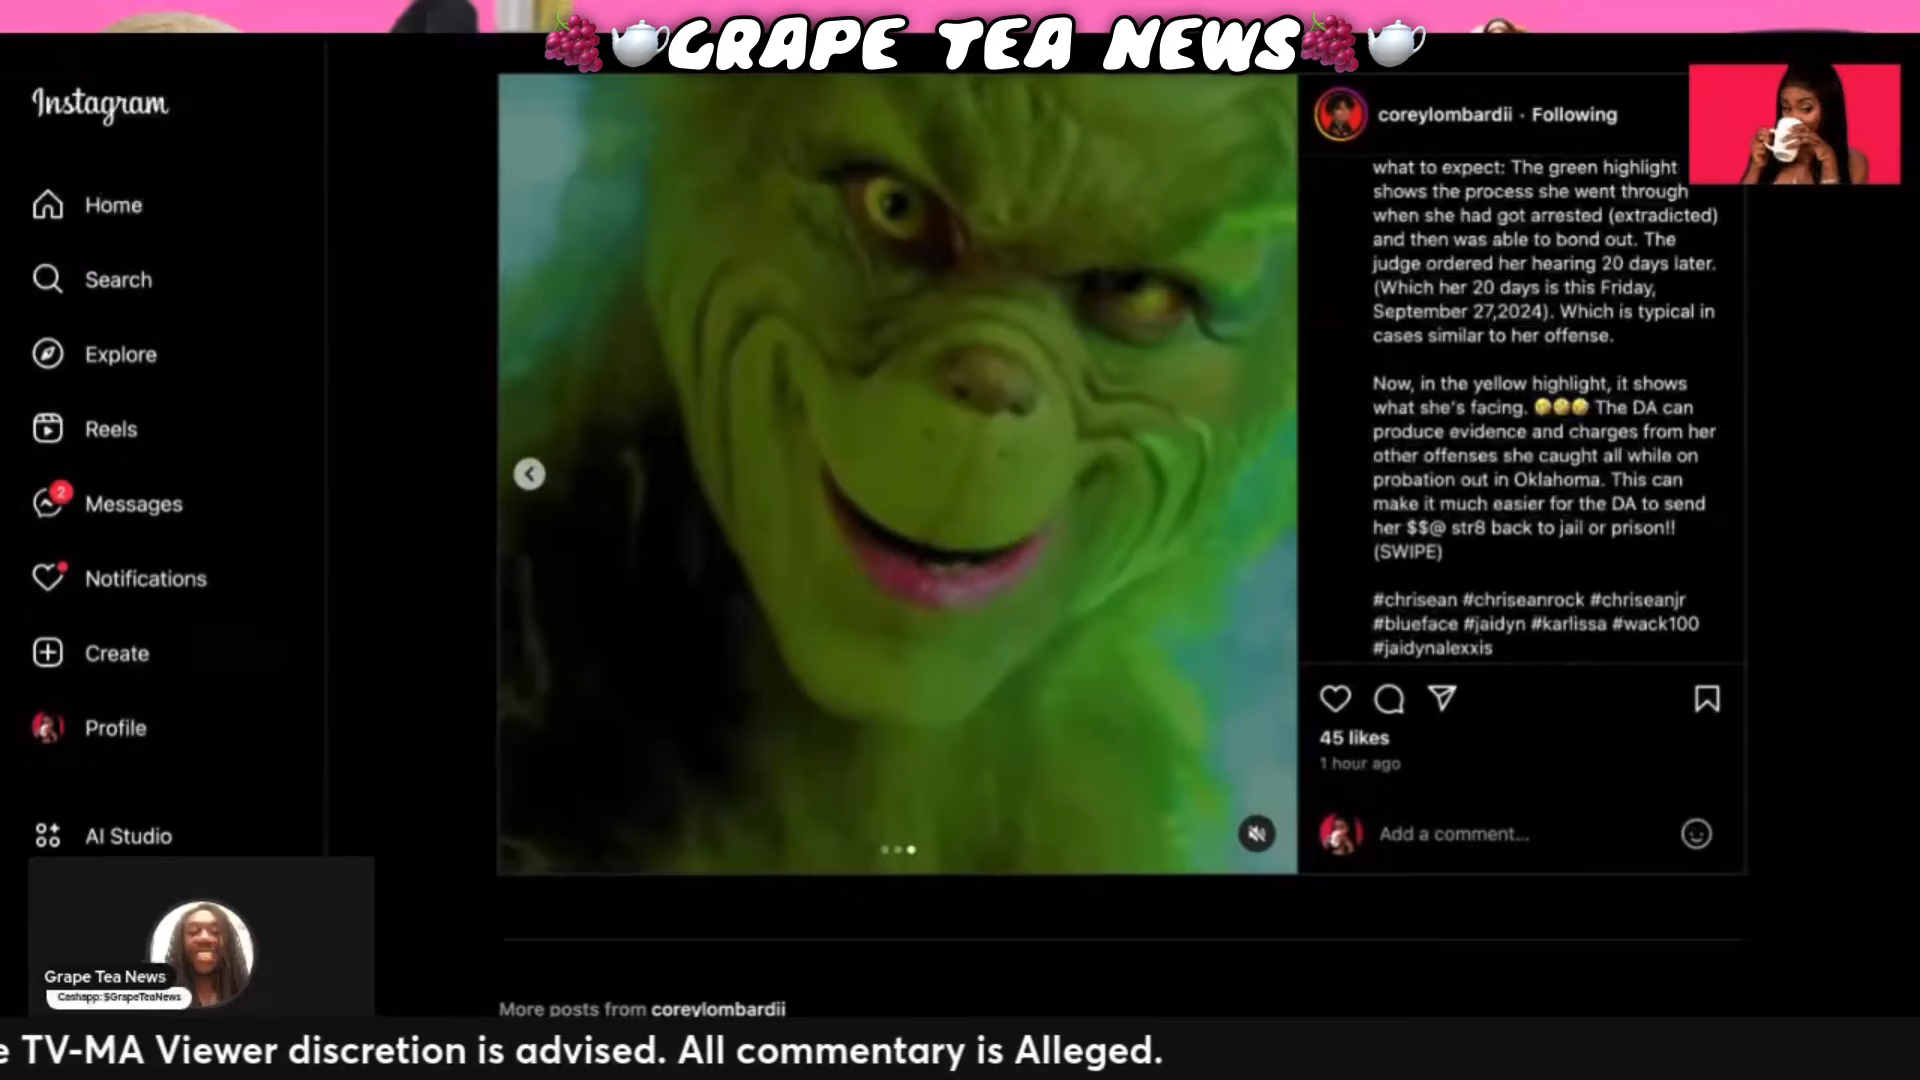 GRAPE TEA NEWS
Instagram
Home
Search
Explore
Reels
2
Messages
Notifications
Create
Profile
AI Studio
coreylombardii • Following
what to expect: The green highlight
shows the process she went through
when she had got arrested (extradicted)
and then was able to bond out. The
judge ordered her hearing 20 days later.
(Which her 20 days is this Friday,
September 27,2024). Which is typical in
cases similar to her offense.
Now, in the yellow highlight, it shows
what she's facing. 🤣🤣🤣 The DA can
produce evidence and charges from her
other offenses she caught all while on
probation out in Oklahoma. This can
make it much easier for the DA to send
her $$@ str8 back to jail or prison!!
(SWIPE)
#chrisean #chriseanrock #chriseanjr
#blueface #jaidyn #karlissa #wack100
#jaidynalexxis
45 likes
1 hour ago
Add a comment...
Grape Tea News
Cashapp: $GrapeTeaNews
More posts from coreylombardii
e TV-MA Viewer discretion is advised. All commentary is Alleged.